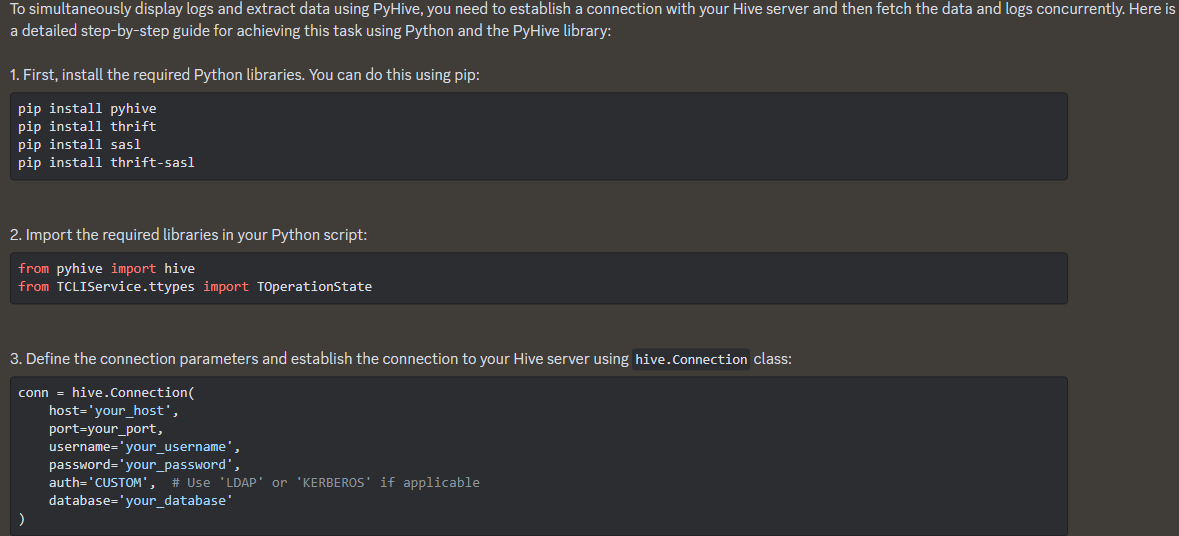 To simultaneously display logs and extract data using PyHive, you need to establish a connection with your Hive server and then fetch the data and logs concurrently. Here is
a detailed step-by-step guide for achieving this task using Python and the PyHive library:
1. First, install the required Python libraries. You can do this using pip:
pip install pyhive
pip install thrift
pip install sasl
pip install thrift-sasl
2. Import the required libraries in your Python script:
from pyhive import hive
from TCLIService.ttypes import TOperationState
3. Define the connection parameters and establish the connection to your Hive server using hive.Connection class:
conn = hive.Connection(
    host='your_host',
    port=your_port,
    username='your_username',
    password='your_password',
    auth='CUSTOM',  # Use 'LDAP' or 'KERBEROS' if applicable
    database='your_database'
)